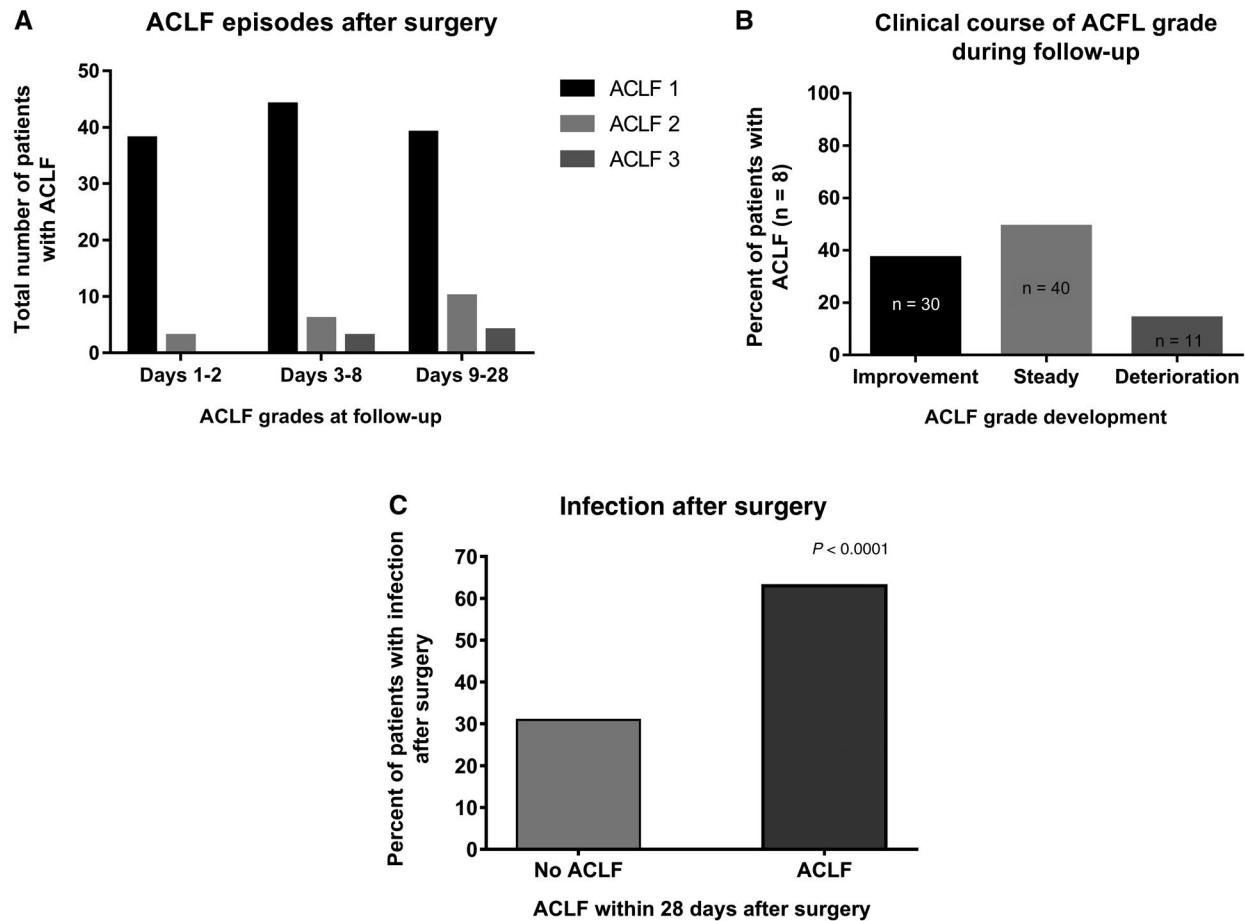 A
ACLF episodes after surgery
Total number of patients
with ACLF
50
40
30
20
10
0
Days 1-2
Days 3-8
Days 9-28
ACLF grades at follow-up
ACLF 1
ACLF 2
ACLF 3
B
Clinical course of ACFL grade
during follow-up
Percent of patients with
ACLF (n = 8)
100
80
60
40
20
0
n = 30
n = 40
n = 11
Improvement
Steady
Deterioration
ACLF grade development
C
Infection after surgery
Percent of patients with infection
after surgery
P < 0.0001
70
60
50
40
30
20
10
0
No ACLF
ACLF
ACLF within 28 days after surgery